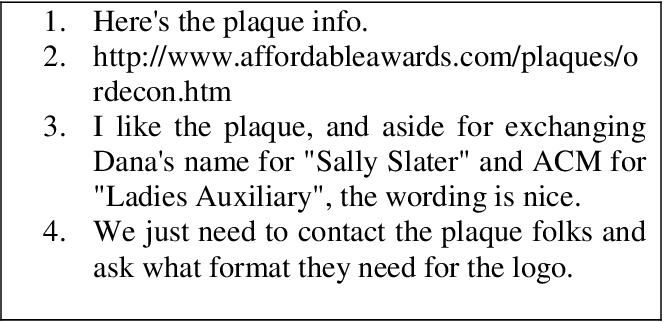 1. Here's the plaque info.
2. http://www.affordableawards.com/plaques/o
rdecon.htm
3. I like the plaque, and aside for exchanging
Dana's name for "Sally Slater" and ACM for
"Ladies Auxiliary", the wording is nice.
4. We just need to contact the plaque folks and
ask what format they need for the logo.